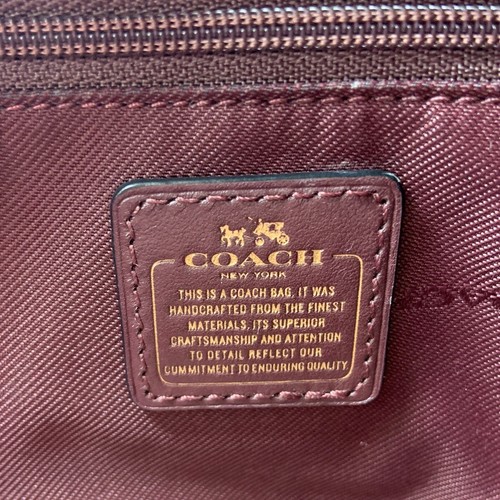 COACH
NEW YORK
THIS IS A COACH BAG. IT WAS
HANDCRAFTED FROM THE FINEST
MATERIALS. ITS SUPERIOR
CRAFTSMANSHIP AND ATTENTION
TO DETAIL REFLECT OUR
COMMITMENT TO ENDURING QUALITY.